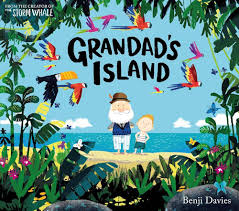 FROM THE CREATOR OF
THE STORM WHALE
GRANDAD'S
ISLAND
Benji Davies